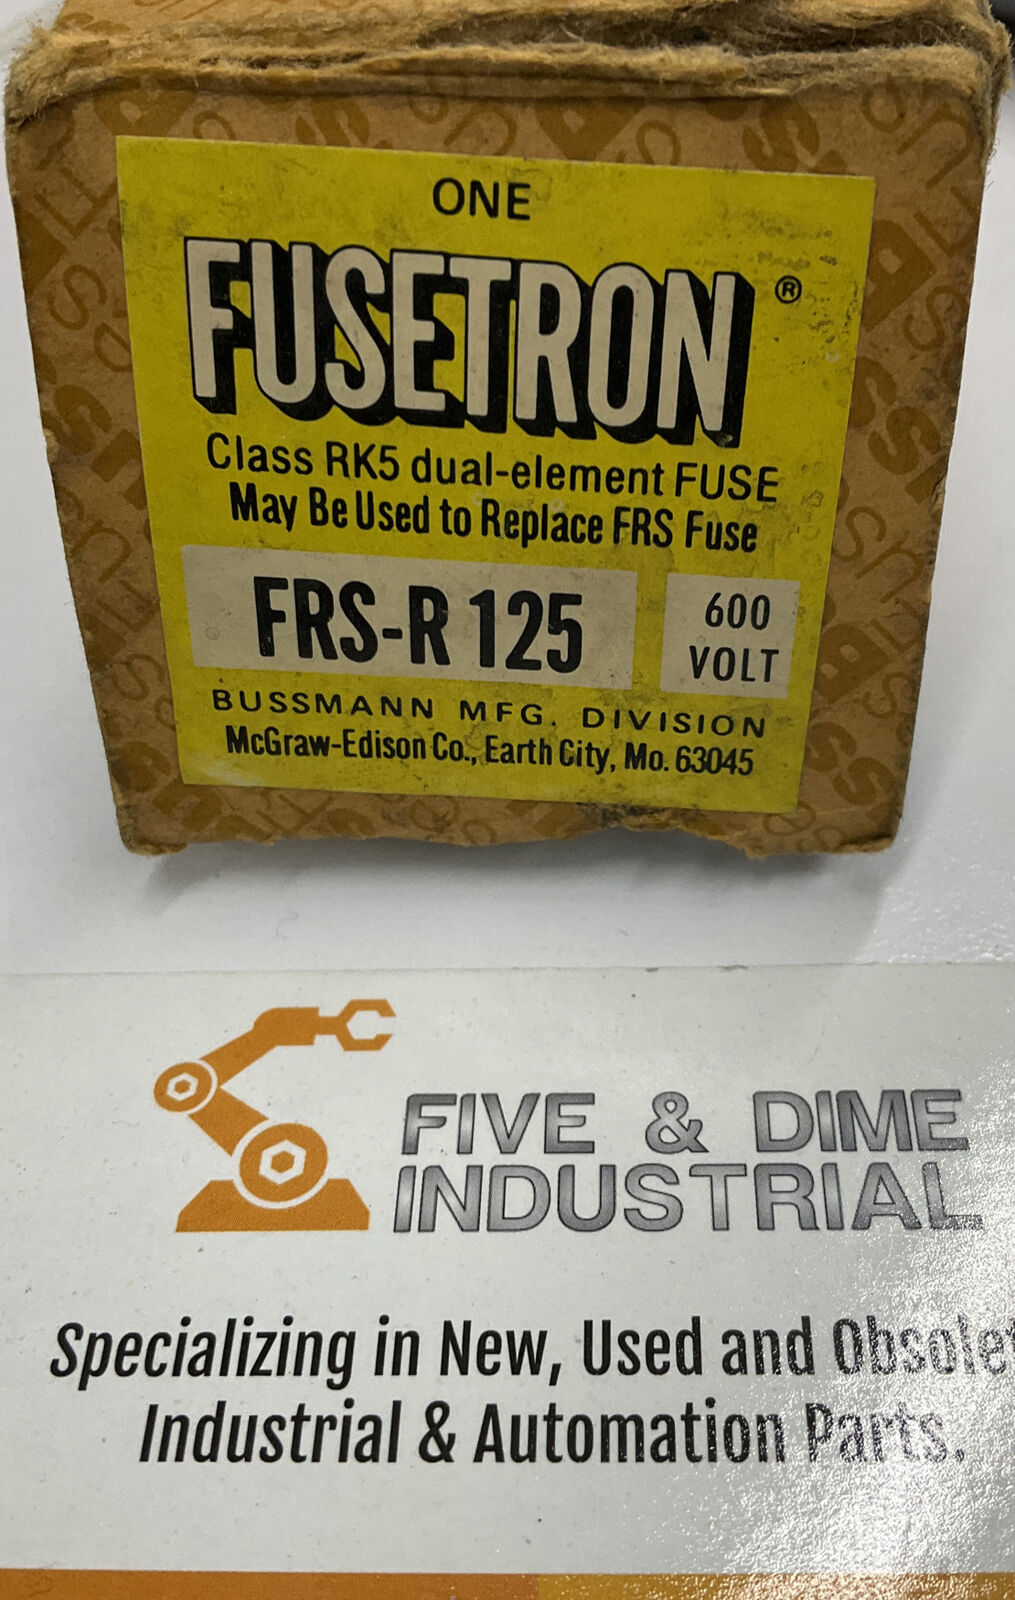 ONE
FUSETRON ®
Class RK5 dual-element FUSE
May Be Used to Replace FRS Fuse
FRS-R 125
600
VOLT
BUSSMANN MFG. DIVISION
McGraw-Edison Co., Earth City, Mo. 63045
FIVE & DIME
INDUSTRIAL
Specializing in New, Used and Obsolet
Industrial & Automation Parts.